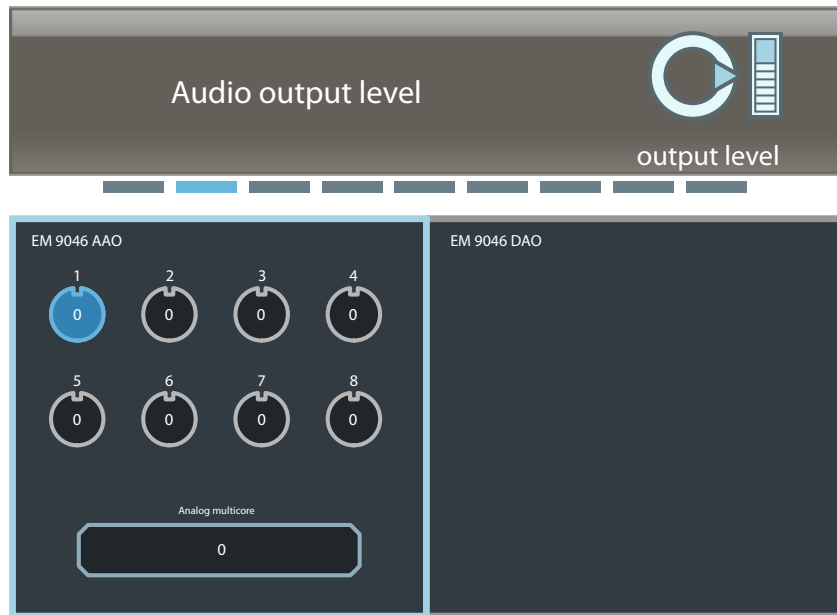 Audio output level
output level
EM 9046 AAO
1 2 3 4
0 0 0 0
5 6 7 8
0 0 0 0
Analog multicore
0
EM 9046 DAO